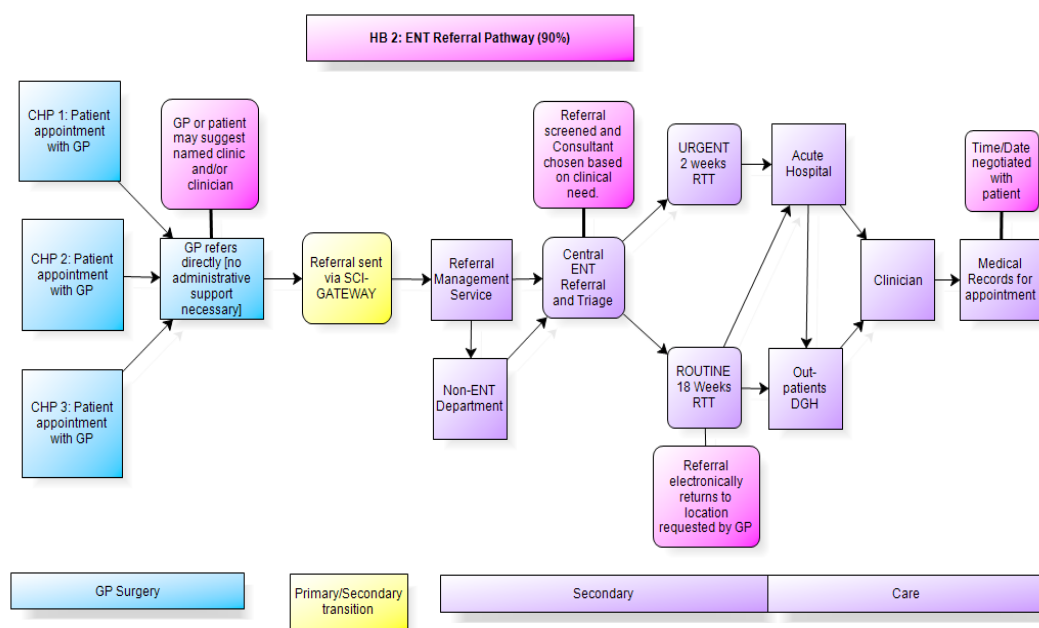 HB 2: ENT Referral Pathway (90%)
CHP 1: Patient
appointment
with GP
GP or patient
may suggest
named clinic
and/or
clinician
Referral
screened and
Consultant
chosen based
on clinical
need.
URGENT
2 weeks
RTT
Acute
Hospital
Time/Date
negotiated
with
patient
CHP 2: Patient
appointment
with GP
GP refers
directly [no
administrative
support
necessary]
Referral sent
via SCI-
GATEWAY
Referral
Management
Service
Central
ENT
Referral
and Triage
Clinician
Medical
Records for
appointment
CHP 3: Patient
appointment
with GP
Non-ENT
Department
ROUTINE
18 Weeks
RTT
Out-
patients
DGH
Referral
electronically
returns to
location
requested by GP
GP Surgery
Primary/Secondary
transition
Secondary
Care